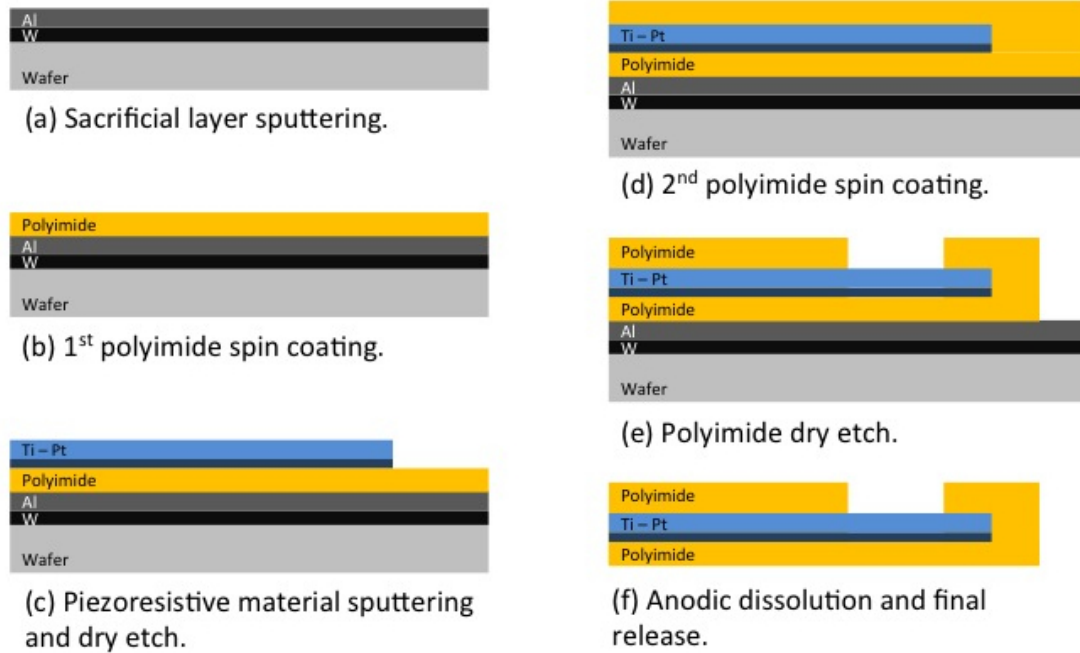 Al
W
Wafer
(a) Sacrificial layer sputtering.
Polyimide
Al
W
Wafer
(b) 1st polyimide spin coating.
Ti – Pt
Polyimide
Al
W
Wafer
(c) Piezoresistive material sputtering
and dry etch.
Ti – Pt
Polyimide
Al
W
Wafer
(d) 2nd polyimide spin coating.
Polyimide
Ti – Pt
Polyimide
Al
W
Wafer
(e) Polyimide dry etch.
Polyimide
Ti – Pt
Polyimide
(f) Anodic dissolution and final
release.